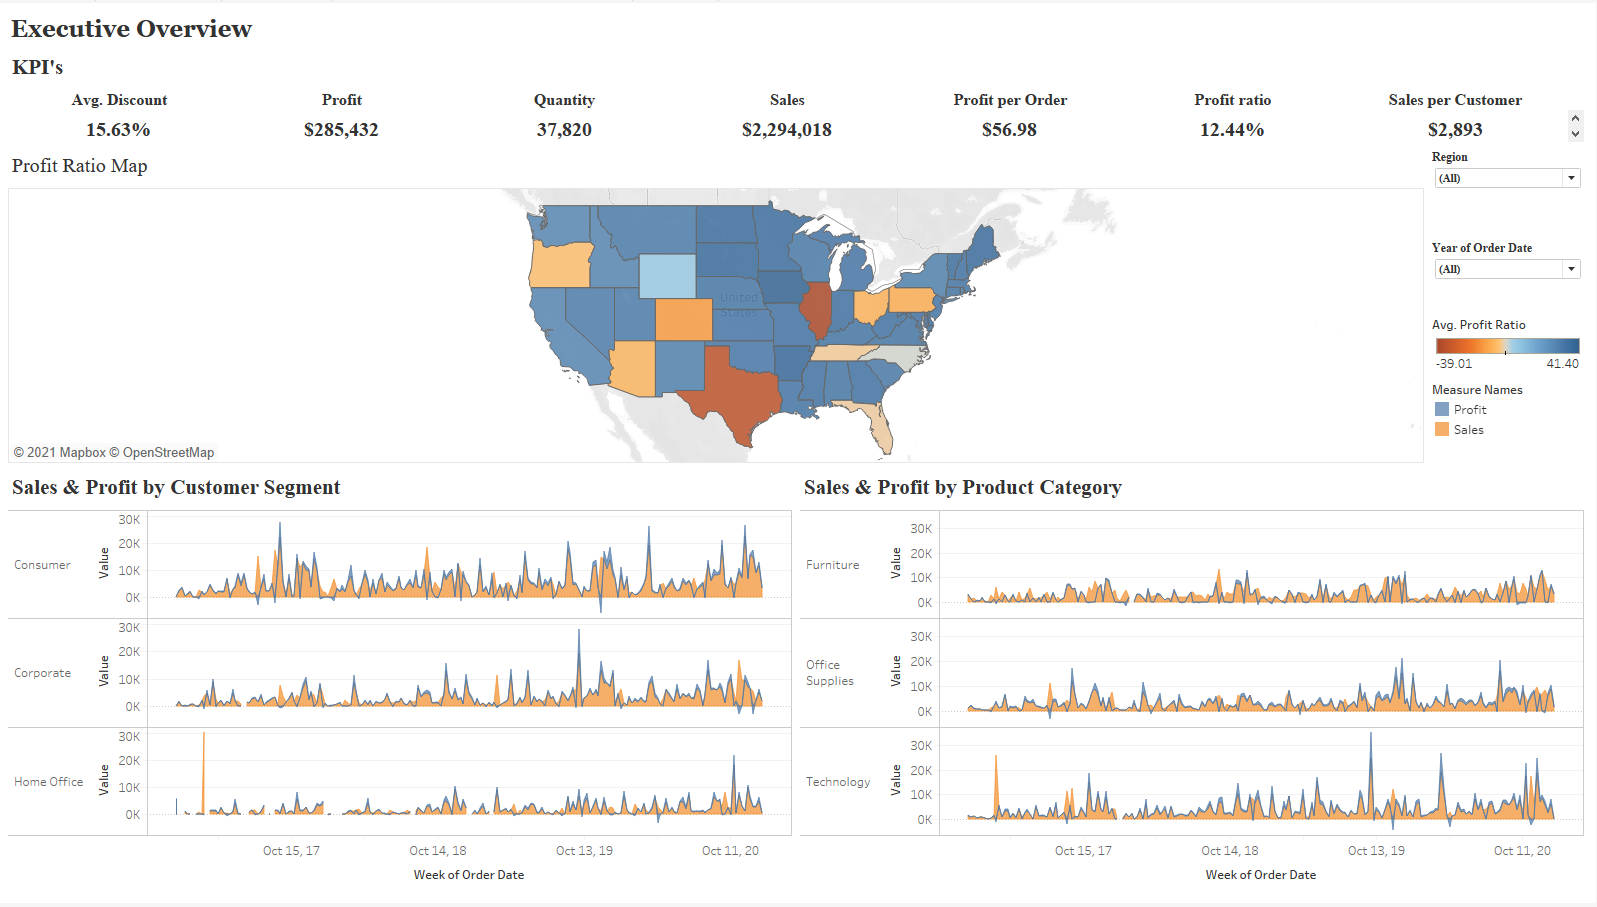 Executive Overview
KPI's
Avg. Discount Profit Quantity Sales Profit per Order Profit ratio Sales per Customer
15.63% $285,432 37,820 $2,294,018 $56.98 12.44% $2,893
Profit Ratio Map
Region
(All)
Year of Order Date
(All)
United
States
Avg. Profit Ratio
-39.01 41.40
Measure Names
Profit
Sales
© 2021 Mapbox © OpenStreetMap
Sales & Profit by Customer Segment
Consumer
Value
30K
20K
10K
0K
Corporate
Value
30K
20K
10K
0K
Home Office
Value
30K
20K
10K
0K
Oct 15, 17 Oct 14, 18 Oct 13, 19 Oct 11, 20
Week of Order Date
Sales & Profit by Product Category
Furniture
Value
30K
20K
10K
0K
Office
Supplies
Value
30K
20K
10K
0K
Technology
Value
30K
20K
10K
0K
Oct 15, 17 Oct 14, 18 Oct 13, 19 Oct 11, 20
Week of Order Date